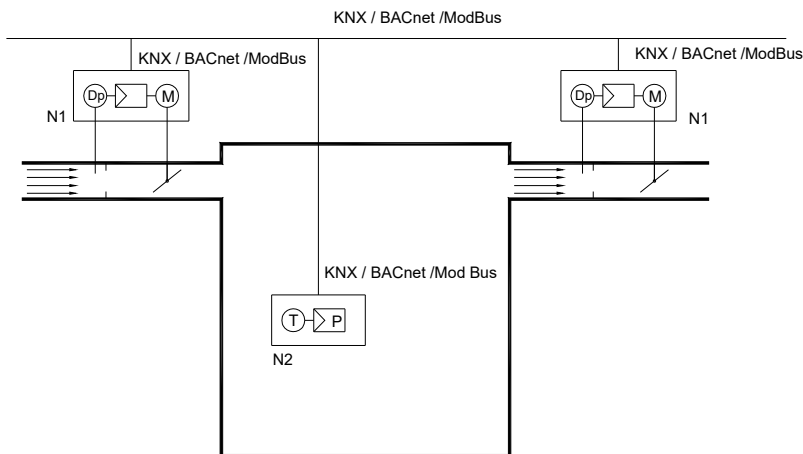 KNX / BACnet /ModBus
KNX / BACnet /ModBus
KNX / BACnet /ModBus
Dp
M
N1
Dp
M
N1
KNX / BACnet /Mod Bus
T
P
N2